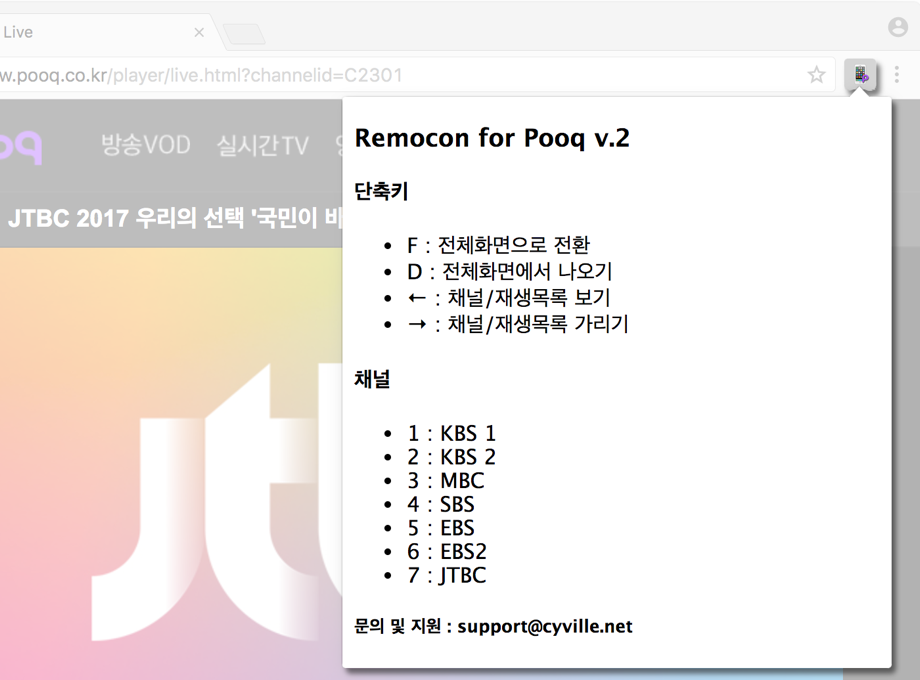 Live
w.pooq.co.kr/player/live.html?channelid=C2301
oq
방송VOD 실시간TV
JTBC 2017 우리의 선택 '국민이
jt
Remocon for Pooq v.2
단축키
• F : 전체화면으로 전환
• D : 전체화면에서 나오기
• ← : 채널/재생목록 보기
• → : 채널/재생목록 가리기
채널
• 1 : KBS 1
• 2 : KBS 2
• 3 : MBC
• 4 : SBS
• 5 : EBS
• 6 : EBS2
• 7 : JTBC
문의 및 지원 : support@cyville.net